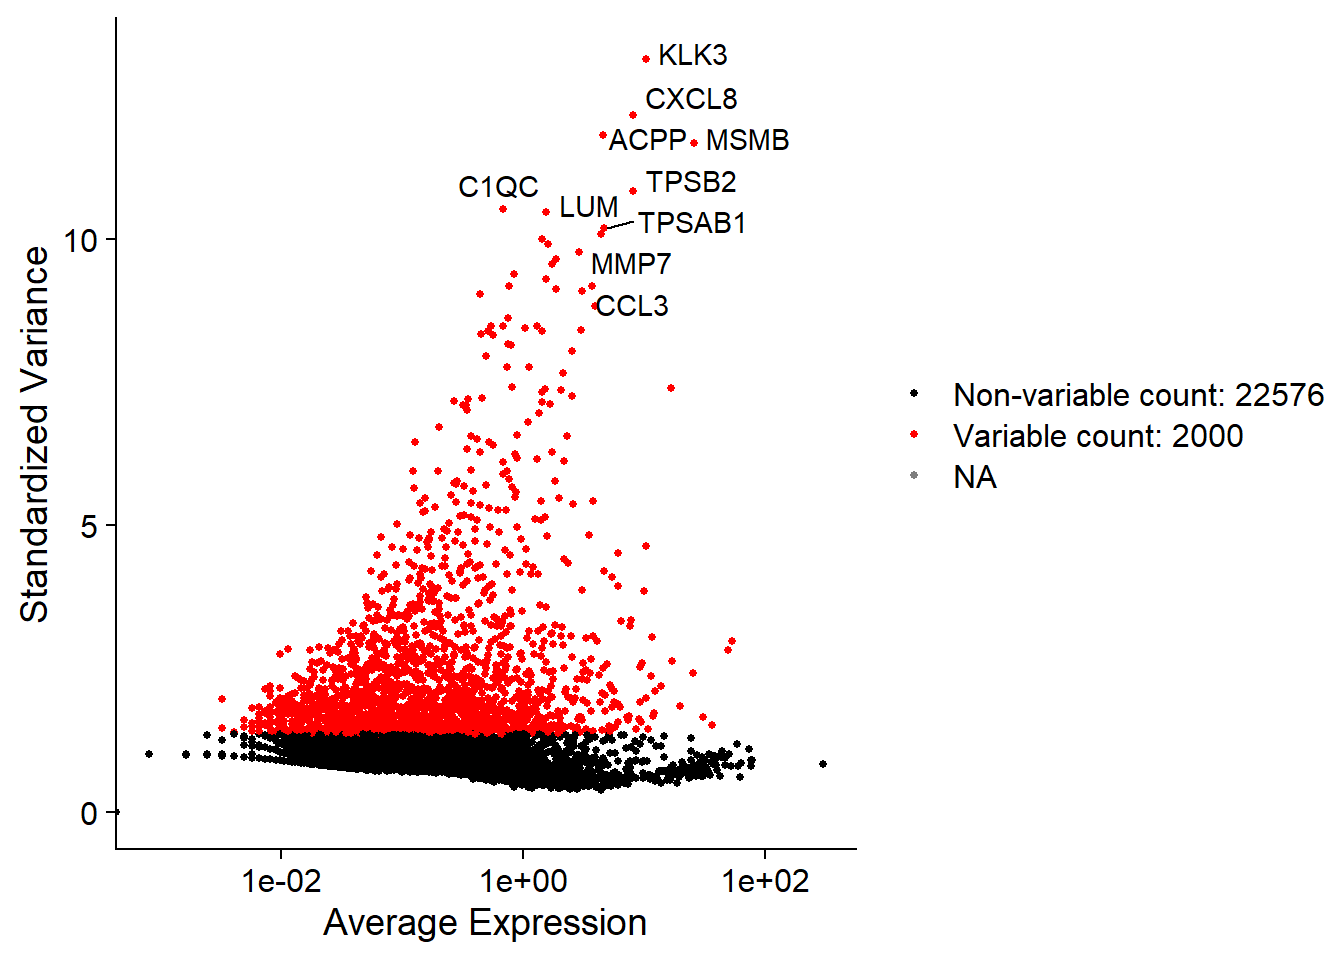 KLK3
CXCL8
ACPP
MSMB
TPSB2
C1QC
LUM
TPSAB1
MMP7
CCL3
10
5
0
Standardized Variance
1e-02
1e+00
1e+02
Average Expression
Non-variable count: 22576
Variable count: 2000
NA